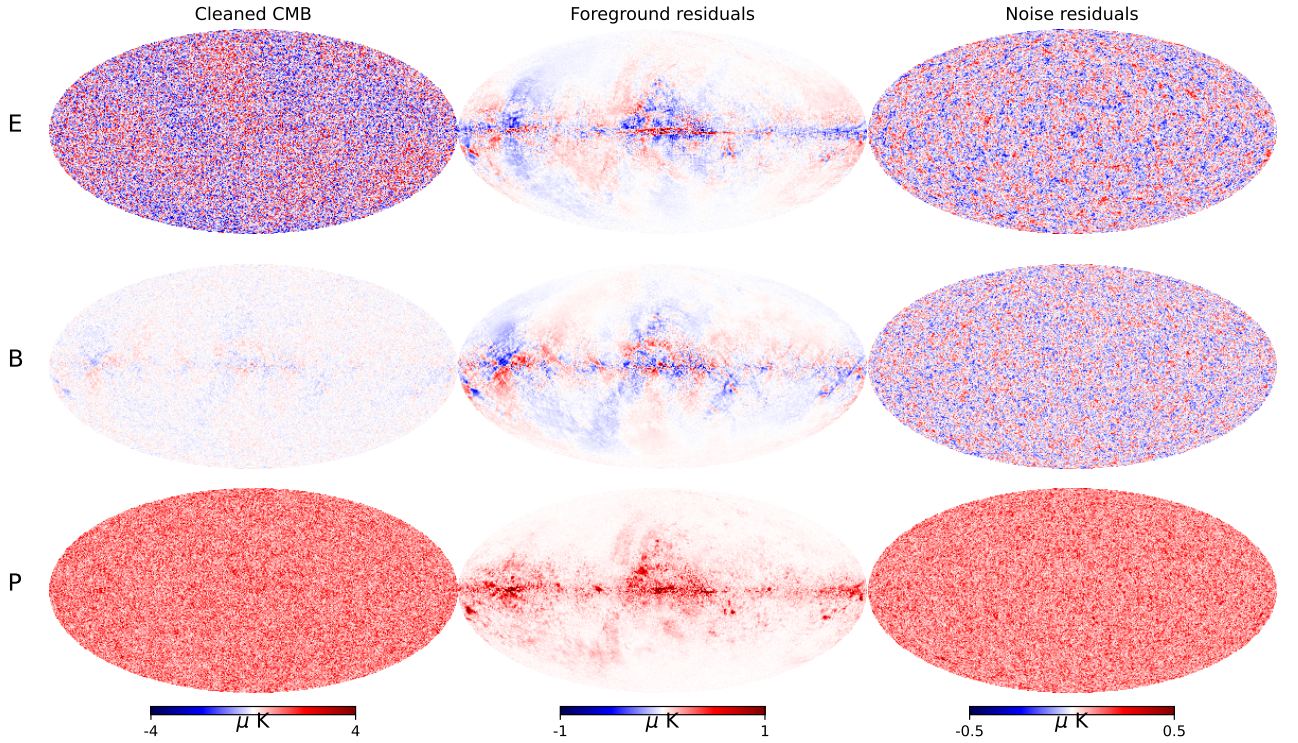 Cleaned CMB Foreground residuals Noise residuals
E
B
P
-4 μ K 4 -1 μ K 1 -0.5 μ K 0.5